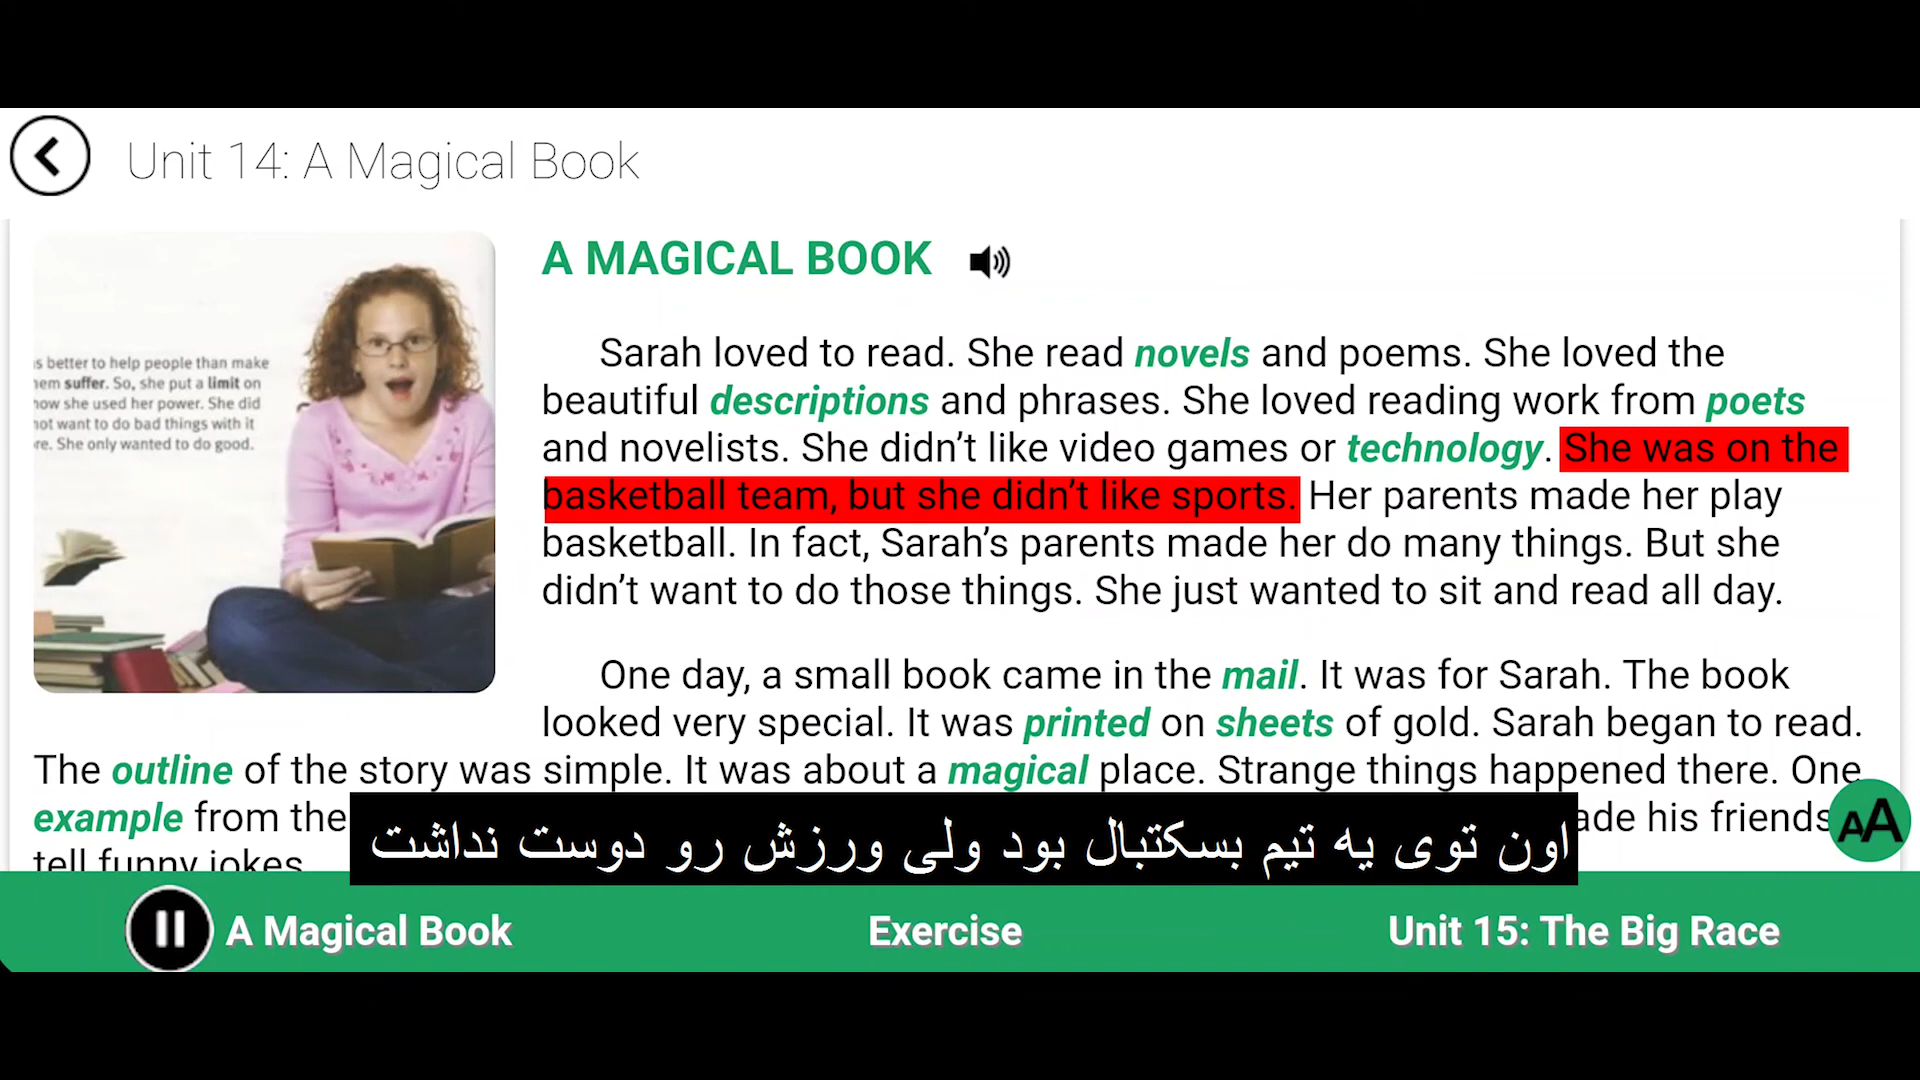 Unit 14: A Magical Book
A MAGICAL BOOK
s better to help people than make
em suffer. So, she put a limit on
ow she used her power. She did
ot want to do bad things with it
re. She only wanted to do good.
Sarah loved to read. She read novels and poems. She loved the
beautiful descriptions and phrases. She loved reading work from poets
and novelists. She didn’t like video games or technology. She was on the
basketball team, but she didn’t like sports. Her parents made her play
basketball. In fact, Sarah’s parents made her do many things. But she
didn’t want to do those things. She just wanted to sit and read all day.
One day, a small book came in the mail. It was for Sarah. The book
looked very special. It was printed on sheets of gold. Sarah began to read.
The outline of the story was simple. It was about a magical place. Strange things happened there. One
example from the ade his friends
tell funny jokes.
اون توی یه تیم بسکتبال بود ولی ورزش رو دوست نداشت
AA
A Magical Book
Exercise
Unit 15: The Big Race